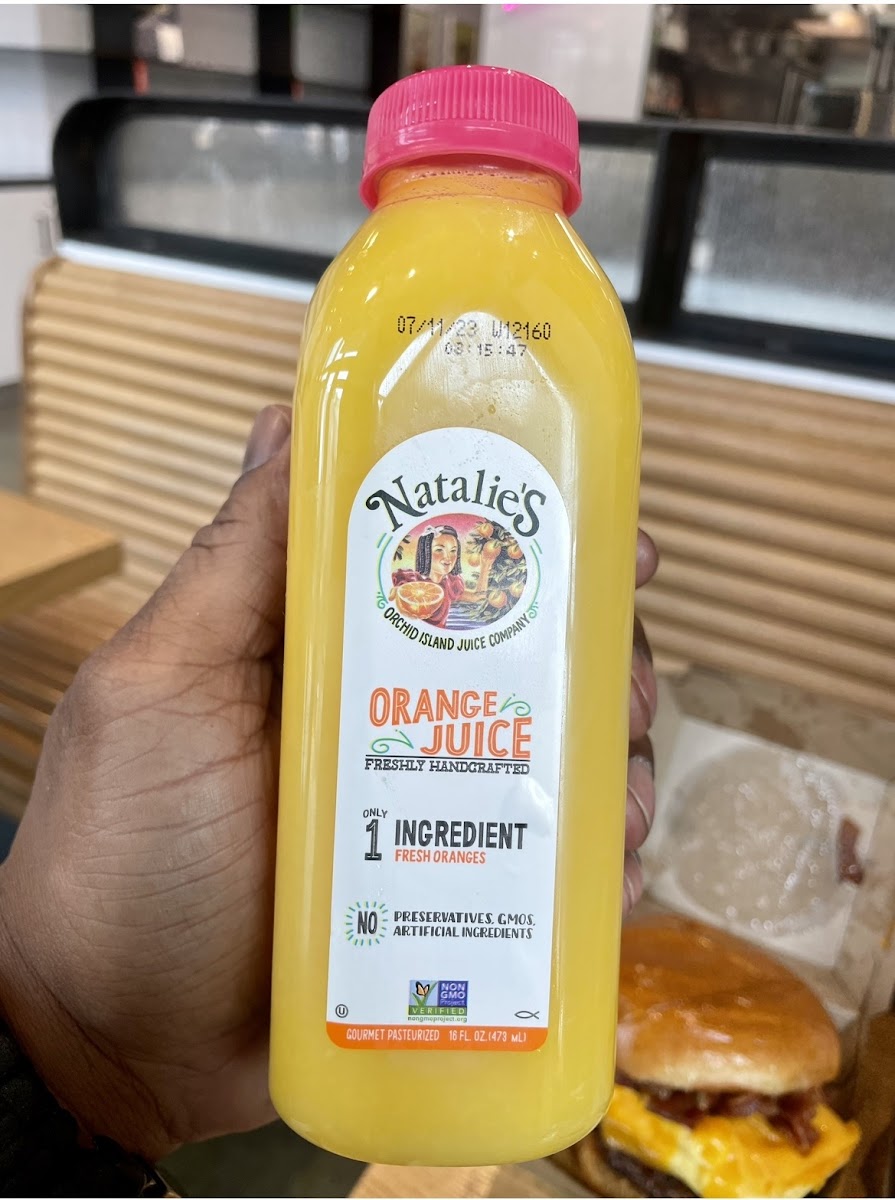 07/11/23 W12160
08:15:47
Natalie's
ORCHID ISLAND JUICE COMPANY
ORANGE
JUICE
FRESHLY HANDCRAFTED
ONLY
1 INGREDIENT
FRESH ORANGES
NO PRESERVATIVES, GMOS,
ARTIFICIAL INGREDIENTS
NON
GMO
Project
VERIFIED
nongmoproject.org
U
GOURMET PASTEURIZED 16 FL. OZ. (473 ML)